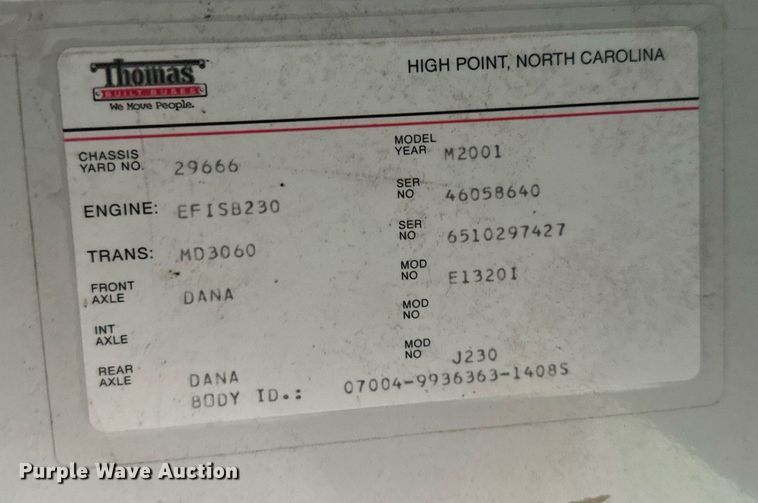 Thomas
BUILT BUSES
We Move People.
HIGH POINT, NORTH CAROLINA
CHASSIS YARD NO. 29666 MODEL YEAR M2001
ENGINE: EFISB230 SER NO 46058640
TRANS: MD3060 SER NO 6510297427
FRONT AXLE DANA MOD NO E1320I
INT AXLE MOD NO
REAR AXLE DANA MOD NO J230
BODY ID.: 07004-9936363-1408S
Purple Wave Auction